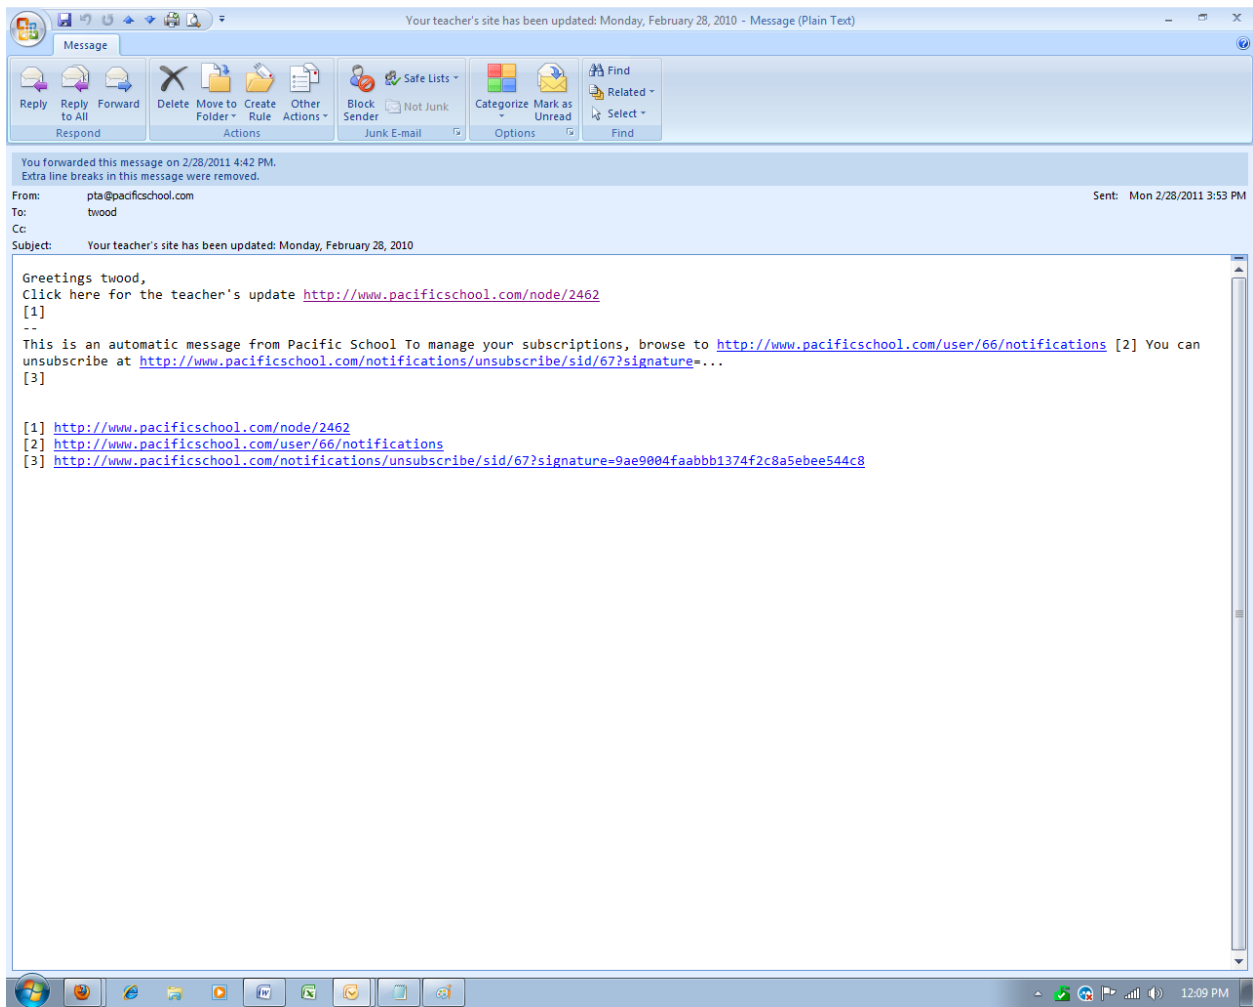 Your teacher's site has been updated: Monday, February 28, 2010 - Message (Plain Text)
Message
Reply
Reply to All
Forward
Delete
Move to Folder
Create Rule
Other Actions
Block Sender
Safe Lists
Not Junk
Categorize
Mark as Unread
Find
Related
Select
Respond
Actions
Junk E-mail
Options
Find
You forwarded this message on 2/28/2011 4:42 PM.
Extra line breaks in this message were removed.
From: pta@pacificschool.com
Sent: Mon 2/28/2011 3:53 PM
To: twood
Cc:
Subject: Your teacher's site has been updated: Monday, February 28, 2010
Greetings twood,
Click here for the teacher's update http://www.pacificschool.com/node/2462
[1]
--
This is an automatic message from Pacific School To manage your subscriptions, browse to http://www.pacificschool.com/user/66/notifications [2] You can
unsubscribe at http://www.pacificschool.com/notifications/unsubscribe/sid/67?signature=...
[3]
[1] http://www.pacificschool.com/node/2462
[2] http://www.pacificschool.com/user/66/notifications
[3] http://www.pacificschool.com/notifications/unsubscribe/sid/67?signature=9ae9004faabbb1374f2c8a5ebee544c8
12:09 PM